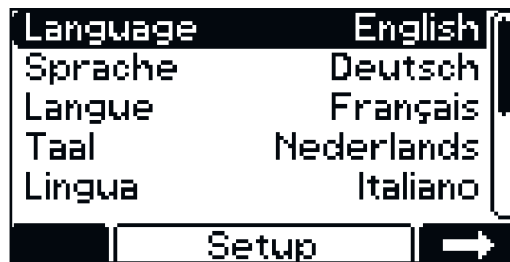 Language English
Sprache Deutsch
Langue Français
Taal Nederlands
Lingua Italiano
Setup